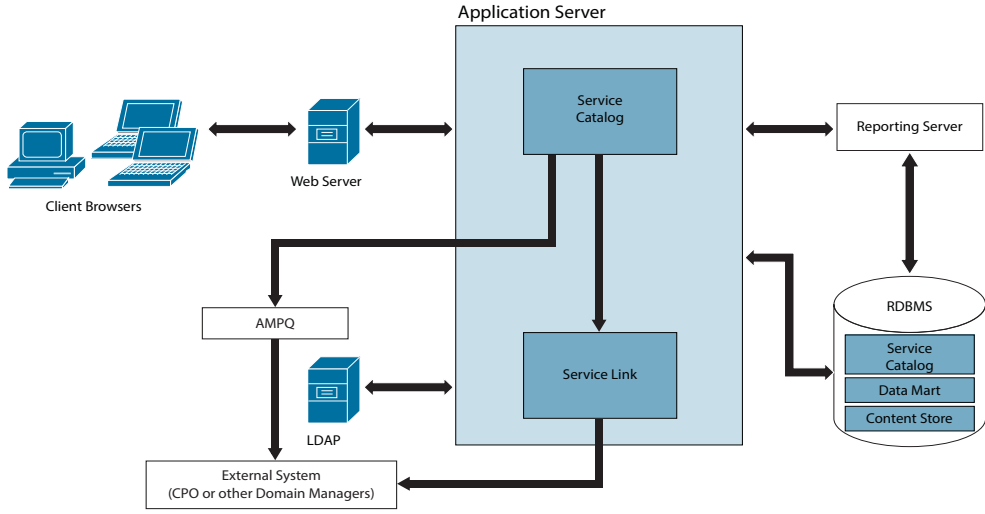 Application Server
Service
Catalog
Reporting Server
Web Server
Client Browsers
RDBMS
AMPQ
Service
Catalog
Service Link
Data Mart
Content Store
LDAP
External System
(CPO or other Domain Managers)